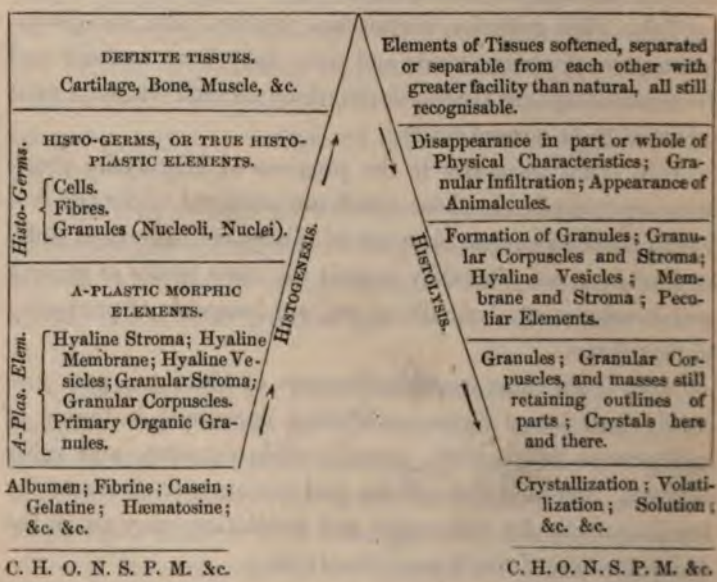 DEFINITE TISSUES.
Cartilage, Bone, Muscle, &c.
Histo-Germs.
HISTO-GERMS, OR TRUE HISTO-
PLASTIC ELEMENTS.
Cells.
Fibres.
Granules (Nucleoli, Nuclei).
A-Plas. Elem.
A-PLASTIC MORPHIC
ELEMENTS.
Hyaline Stroma; Hyaline
Membrane; Hyaline Ve-
sicles; Granular Stroma;
Granular Corpuscles.
Primary Organic Gra-
nules.
Albumen; Fibrine; Casein;
Gelatine; Hæmatosine;
&c. &c.
C. H. O. N. S. P. M. &c.
HISTOGENESIS.
HISTOLYSIS.
Elements of Tissues softened, separated
or separable from each other with
greater facility than natural, all still
recognisable.
Disappearance in part or whole of
Physical Characteristics; Gra-
nular Infiltration; Appearance of
Animalcules.
Formation of Granules; Granu-
lar Corpuscles and Stroma;
Hyaline Vesicles; Mem-
brane and Stroma; Pecu-
liar Elements.
Granules; Granular Cor-
puscles, and masses still
retaining outlines of
parts; Crystals here
and there.
Crystallization; Volati-
lization; Solution;
&c. &c.
C. H. O. N. S. P. M. &c.